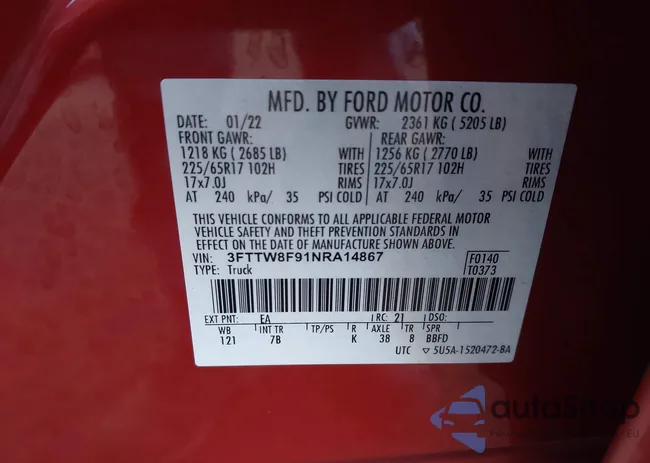 MFD. BY FORD MOTOR CO.
DATE: 01/22 GVWR: 2361 KG ( 5205 LB)
FRONT GAWR: REAR GAWR:
1218 KG ( 2685 LB) WITH 1256 KG ( 2770 LB) WITH
225/65R17 102H TIRES 225/65R17 102H TIRES
17x7.0J RIMS 17x7.0J RIMS
AT 240 kPa/ 35 PSI COLD AT 240 kPa/ 35 PSI COLD
THIS VEHICLE CONFORMS TO ALL APPLICABLE FEDERAL MOTOR
VEHICLE SAFETY AND THEFT PREVENTION STANDARDS IN
EFFECT ON THE DATE OF MANUFACTURE SHOWN ABOVE.
VIN: 3FTTW8F91NRA14867 F0140
TYPE: Truck T0373
EXT PNT: EA RC: 21 DSO:
WB INT TR TP/PS R AXLE TR SPR
121 7B K 38 8 BBFD
UTC ▽ 5U5A-1520472-BA
autoShop